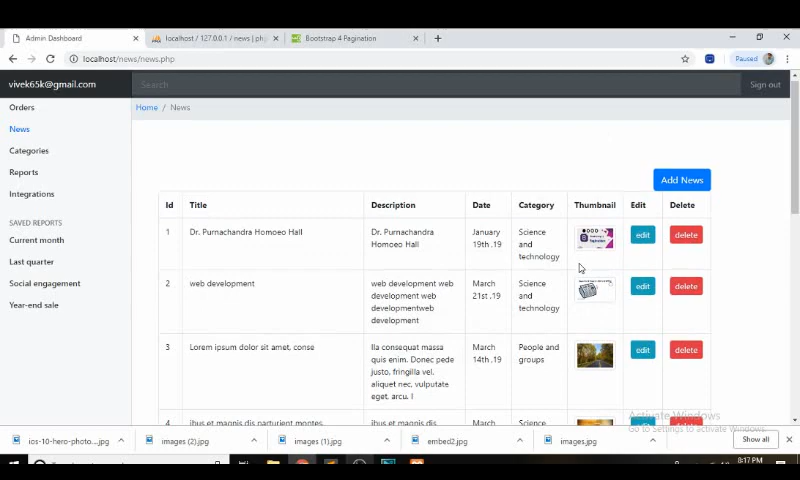 Admin Dashboard
localhost / 127.0.0.1 / news | ph
Bootstrap 4 Pagination
localhost/news/news.php
Paused
vivek65k@gmail.com
Search
Sign out
Orders
News
Categories
Reports
Integrations
SAVED REPORTS
Current month
Last quarter
Social engagement
Year-end sale
Home / News
Add News
Id Title Description Date Category Thumbnail Edit Delete
1 Dr. Purnachandra Homoeo Hall Dr. Purnachandra January Science edit delete
Homoeo Hall 19th ,19 and
technology
2 web development web development web March Science edit delete
development web 21st ,19 and
developmentweb technology
development
3 Lorem ipsum dolor sit amet, conse lla consequat massa March People and edit delete
quis enim. Donec pede 14th ,19 groups
justo, fringilla vel,
aliquet nec, vulputate
eget, arcu. I
4 ibus et magnis dis parturient montes, ibus et magnis dis March Science
Activate Windows
Go to Settings to activate Windows.
ios-10-hero-photo....jpg
images (2).jpg
images (1).jpg
embed2.jpg
images.jpg
Show all
8:17 PM